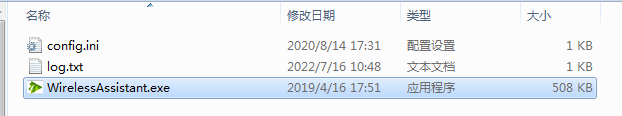 名称 修改日期 类型 大小
config.ini 2020/8/14 17:31 配置设置 1 KB
log.txt 2022/7/16 10:48 文本文档 1 KB
WirelessAssistant.exe 2019/4/16 17:51 应用程序 508 KB